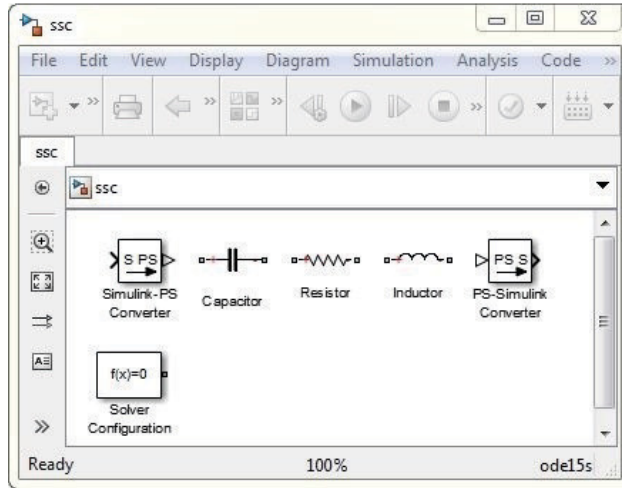 ssc
File Edit View Display Diagram Simulation Analysis Code »
» » » »
ssc
ssc
S PS
PS S
Simulink-PS
Converter
Capacitor
Resistor
Inductor
PS-Simulink
Converter
f(x)=0
Solver
Configuration
A
»
Ready 100% ode15s